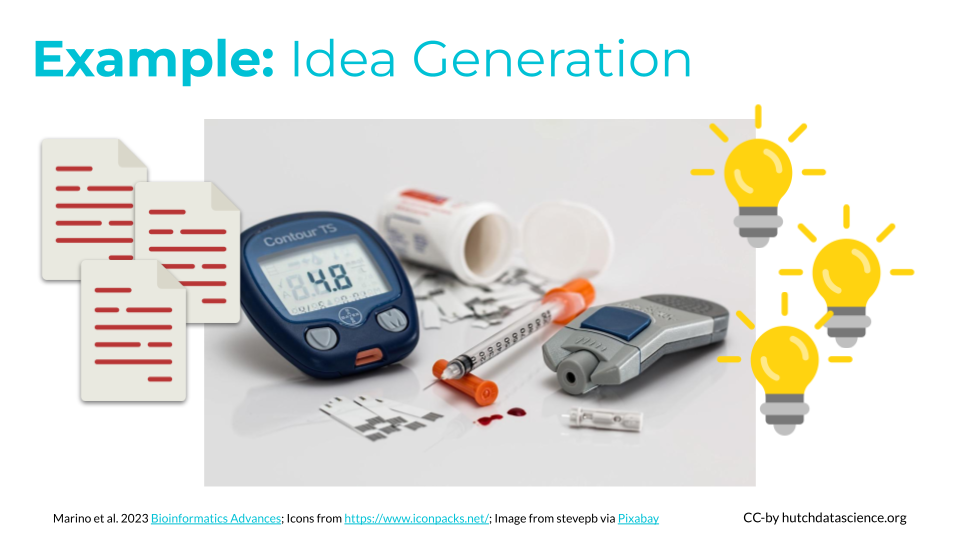 Example: Idea Generation
Contour TS
4.8
BAYER
Marino et al. 2023 Bioinformatics Advances; Icons from https://www.iconpacks.net/; Image from stevepb via Pixabay
CC-by hutchdatascience.org